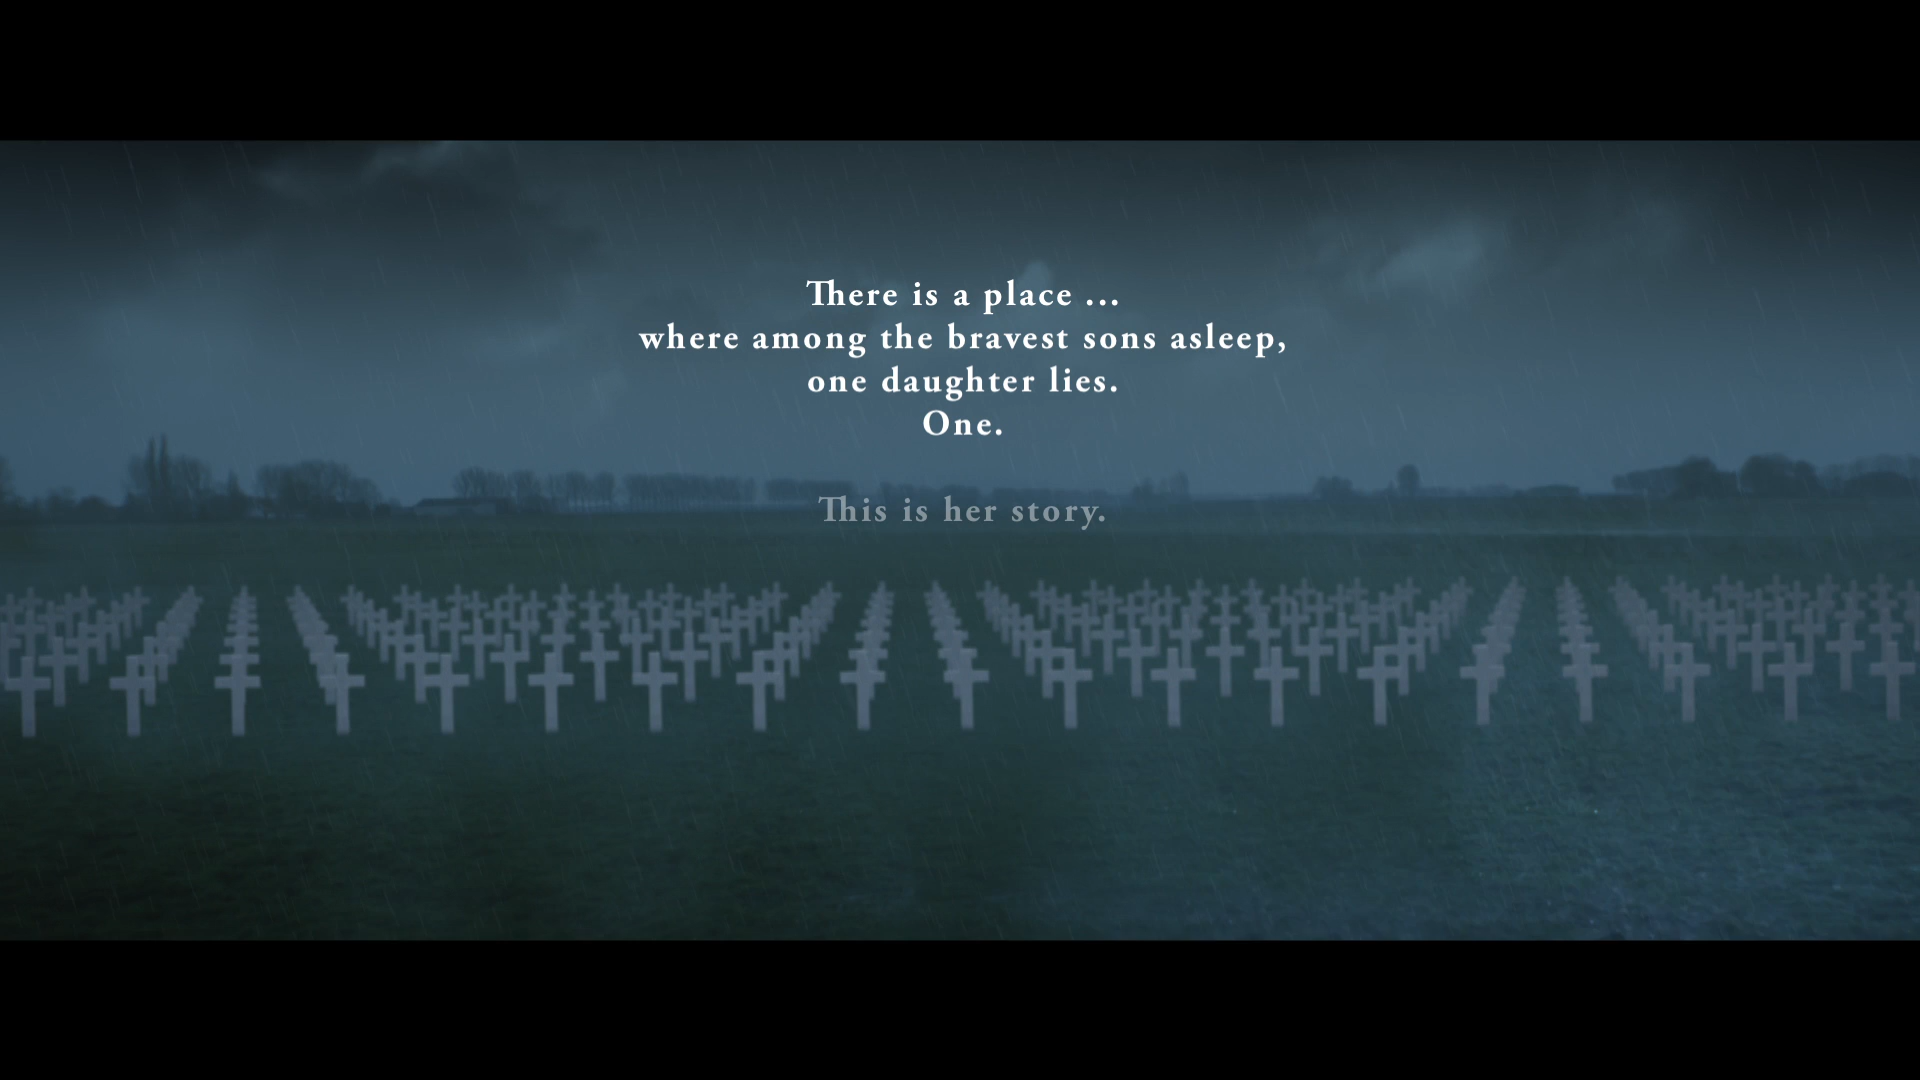 There is a place ...
where among the bravest sons asleep,
one daughter lies.
One.
This is her story.